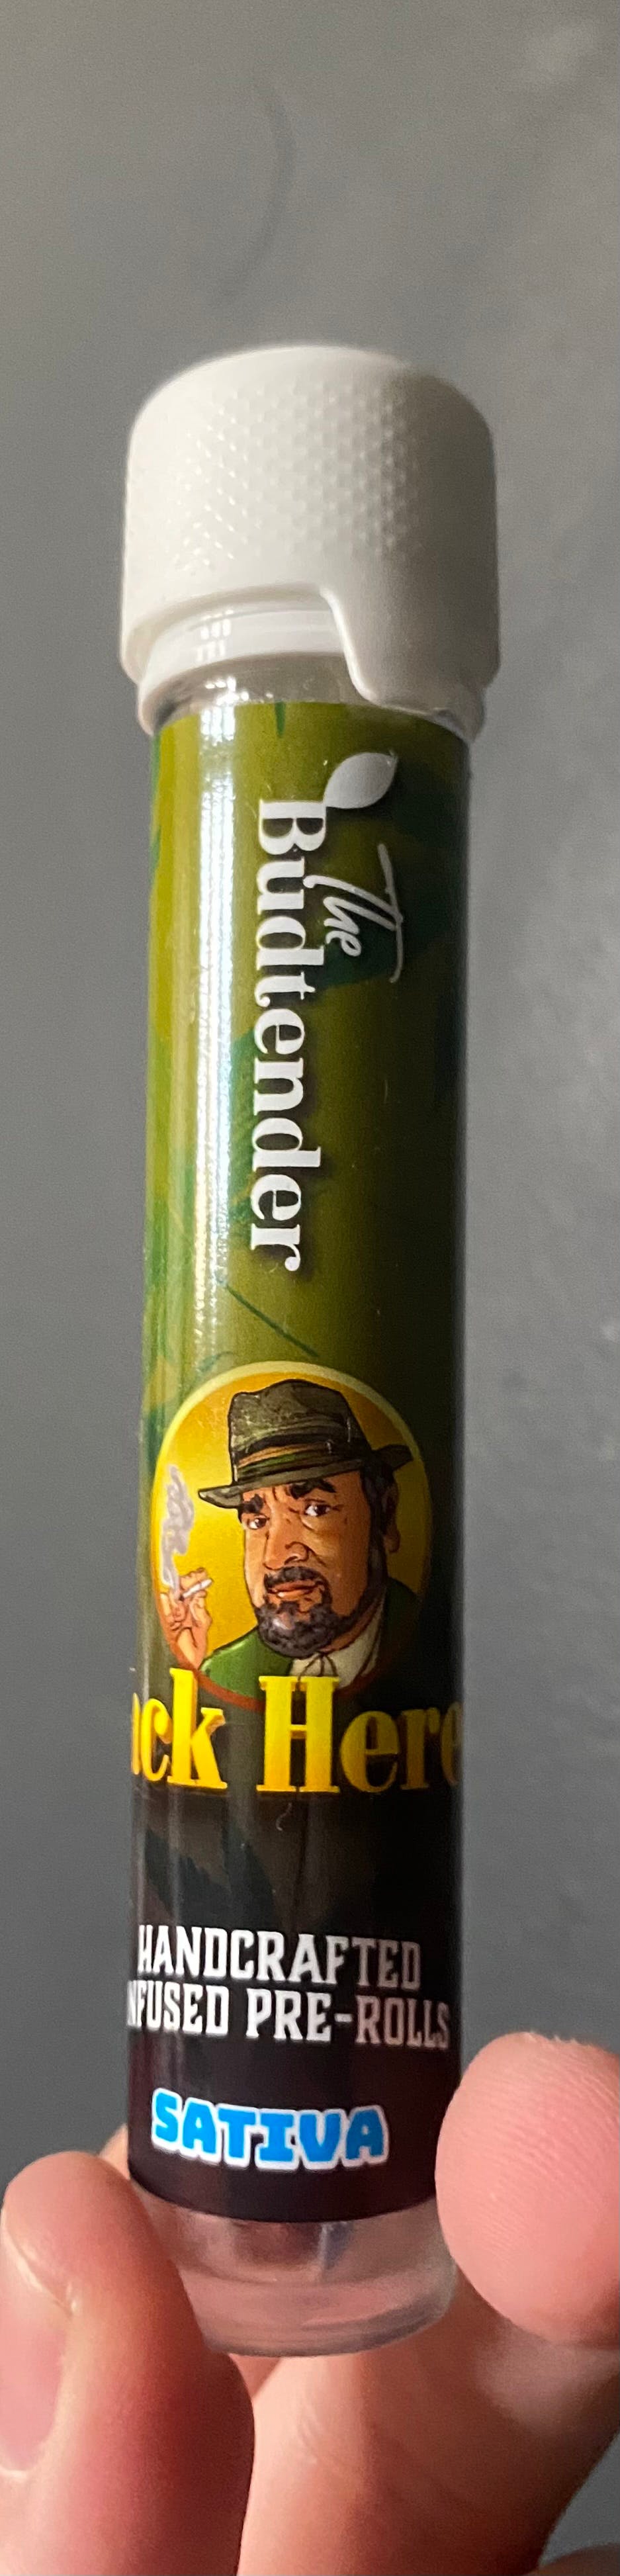 The
Budtender
ack Here
HANDCRAFTED
NFUSED PRE-ROLLS
SATIVA